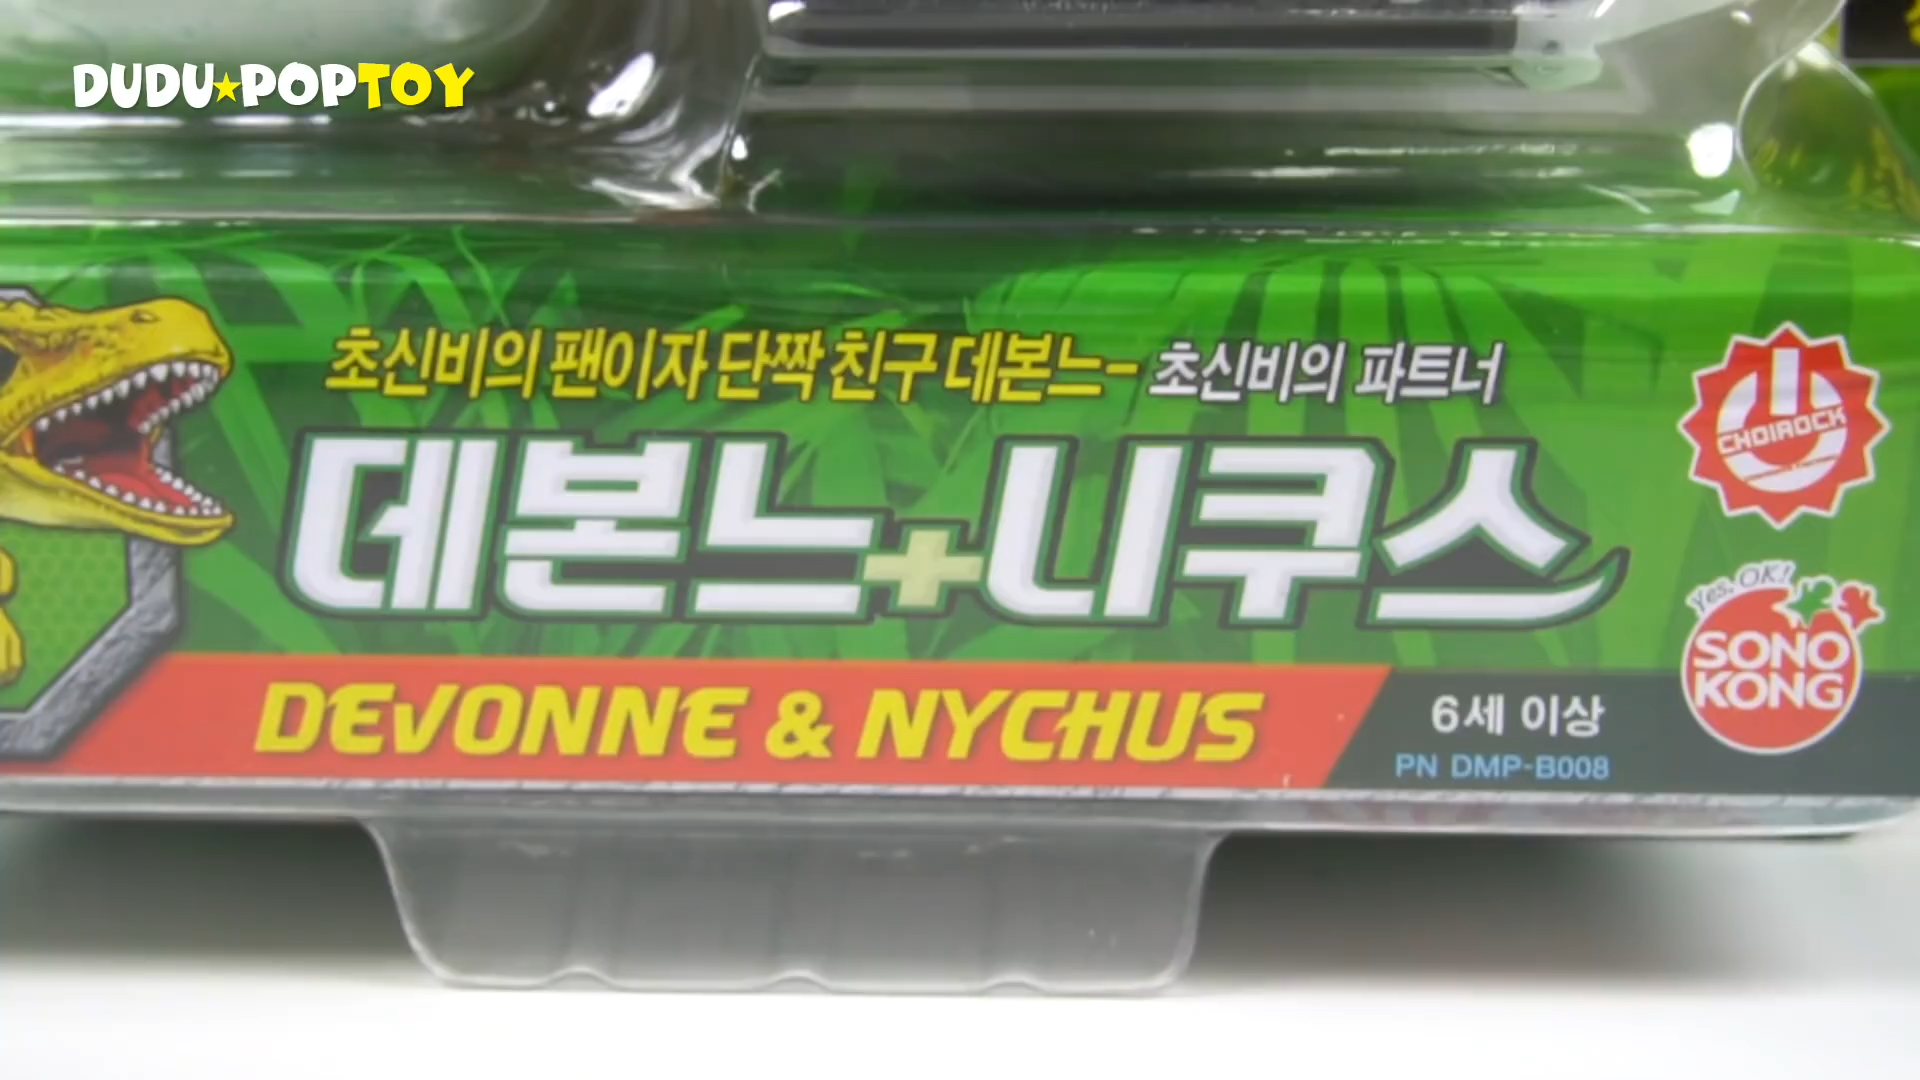 DUDU★POPTOY
초신비의 팬이자 단짝 친구 데본느- 초신비의 파트너
데본느+니쿠스
DEVONNE & NYCHUS
6세 이상
PN DMP-B008
CHOIROCK
Yes, OK!
SONO
KONG